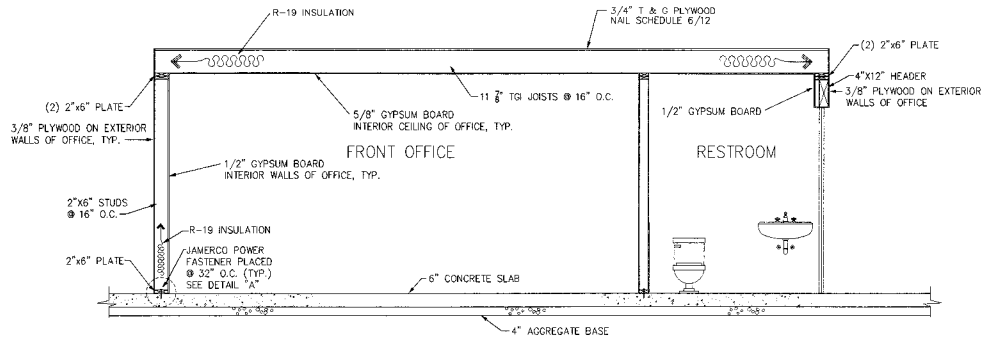 R-19 INSULATION
3/4" T & G PLYWOOD
NAIL SCHEDULE 6/12
(2) 2"x6" PLATE
4"X12" HEADER
3/8" PLYWOOD ON EXTERIOR
WALLS OF OFFICE
1/2" GYPSUM BOARD
11 7/8" TGI JOISTS @ 16" O.C.
(2) 2"x6" PLATE
5/8" GYPSUM BOARD
INTERIOR CEILING OF OFFICE, TYP.
3/8" PLYWOOD ON EXTERIOR
WALLS OF OFFICE, TYP.
FRONT OFFICE
RESTROOM
1/2" GYPSUM BOARD
INTERIOR WALLS OF OFFICE, TYP.
2"X6" STUDS
@ 16" O.C.
R-19 INSULATION
JAMERCO POWER
FASTENER PLACED
@ 32" O.C. (TYP.)
SEE DETAIL "A"
2"x6" PLATE
6" CONCRETE SLAB
4" AGGREGATE BASE